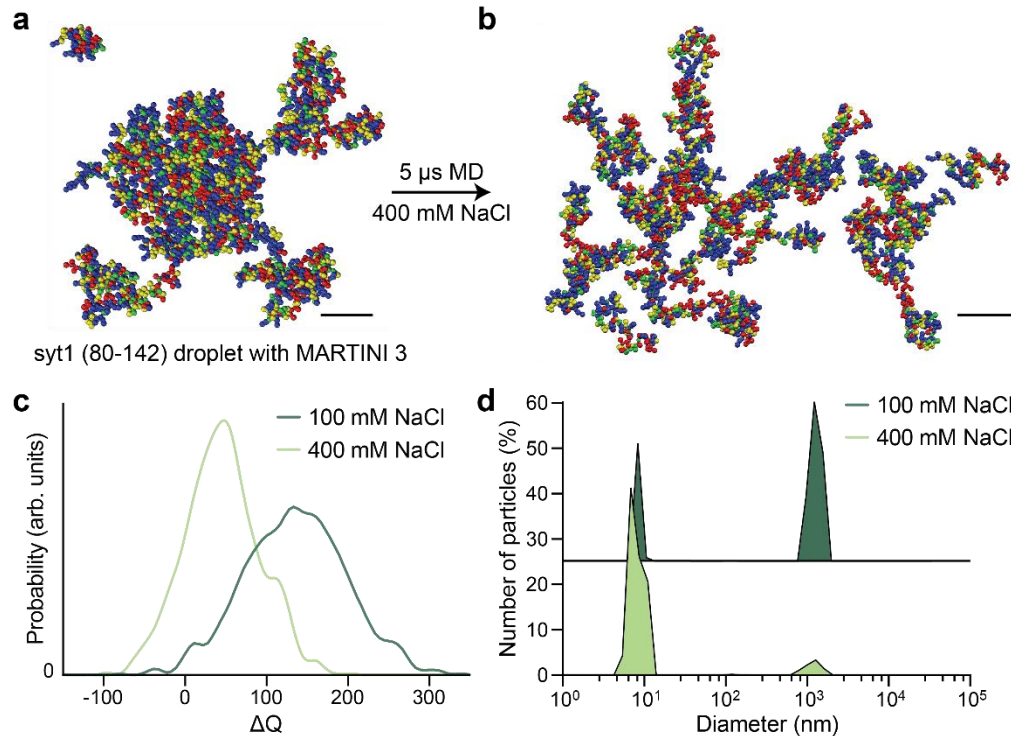 a
b
5 µs MD
400 mM NaCl
syt1 (80-142) droplet with MARTINI 3
c
100 mM NaCl
400 mM NaCl
Probability (arb. units)
0
-100 0 100 200 300
ΔQ
d
100 mM NaCl
400 mM NaCl
Number of particles (%)
60
50
40
30
20
10
0
10⁰ 10¹ 10² 10³ 10⁴ 10⁵
Diameter (nm)